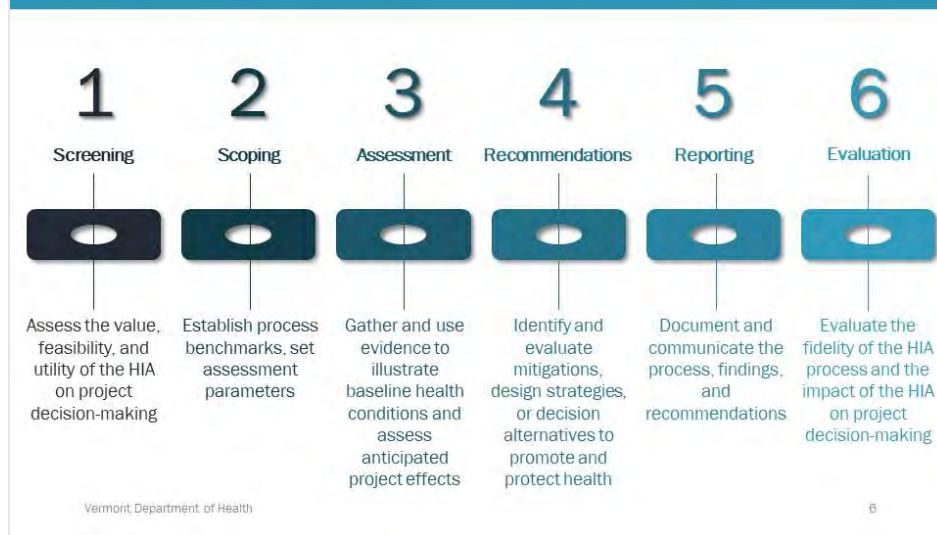 1
Screening
Assess the value,
feasibility, and
utility of the HIA
on project
decision-making
2
Scoping
Establish process
benchmarks, set
assessment
parameters
3
Assessment
Gather and use
evidence to
illustrate
baseline health
conditions and
assess
anticipated
project effects
4
Recommendations
Identify and
evaluate
mitigations,
design strategies,
or decision
alternatives to
promote and
protect health
5
Reporting
Document and
communicate the
process, findings,
and
recommendations
6
Evaluation
Evaluate the
fidelity of the HIA
process and the
impact of the HIA
on project
decision-making
Vermont Department of Health
6